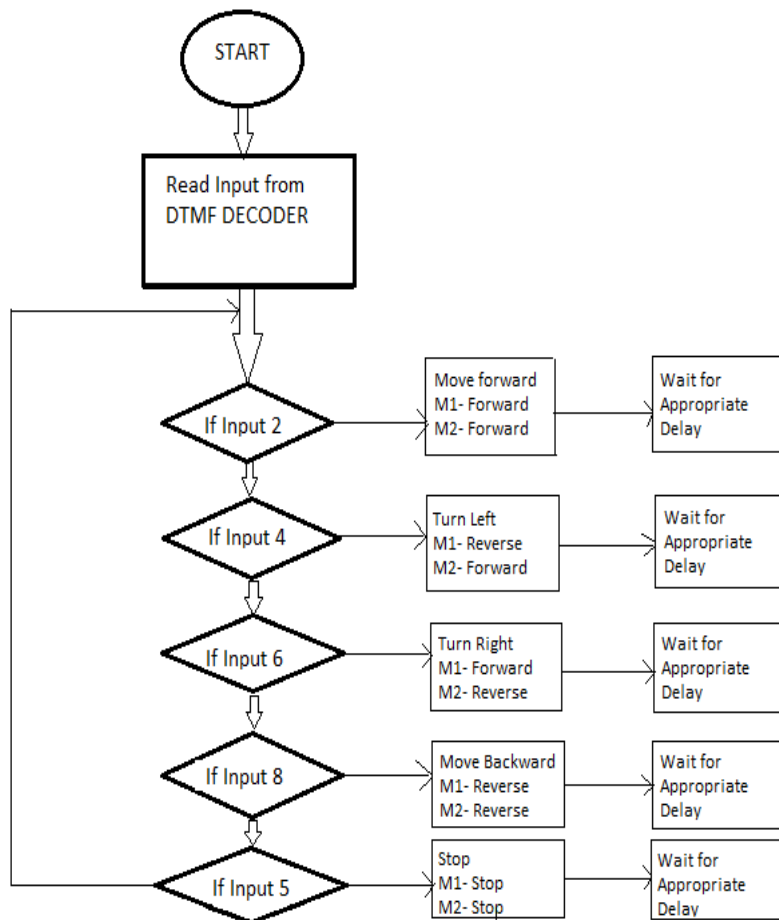 START
Read Input from
DTMF DECODER
If Input 2
Move forward
M1- Forward
M2- Forward
Wait for
Appropriate
Delay
If Input 4
Turn Left
M1- Reverse
M2- Forward
Wait for
Appropriate
Delay
If Input 6
Turn Right
M1- Forward
M2- Reverse
Wait for
Appropriate
Delay
If Input 8
Move Backward
M1- Reverse
M2- Reverse
Wait for
Appropriate
Delay
If Input 5
Stop
M1- Stop
M2- Stop
Wait for
Appropriate
Delay